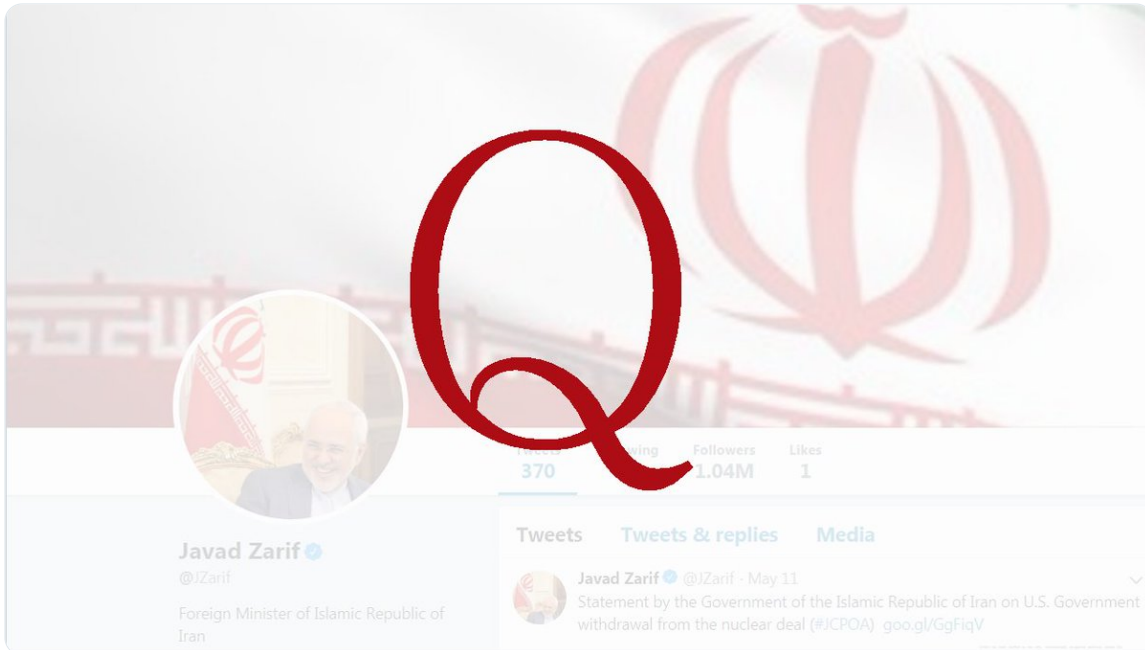 Q
Tweets
Followers
Likes
370
1.04M
1
Tweets
Tweets & replies
Media
Javad Zarif
@JZarif
Foreign Minister of Islamic Republic of
Iran
Javad Zarif @JZarif · May 11
Statement by the Government of the Islamic Republic of Iran on U.S. Government
withdrawal from the nuclear deal (#JCPOA) goo.gl/GgFiqV